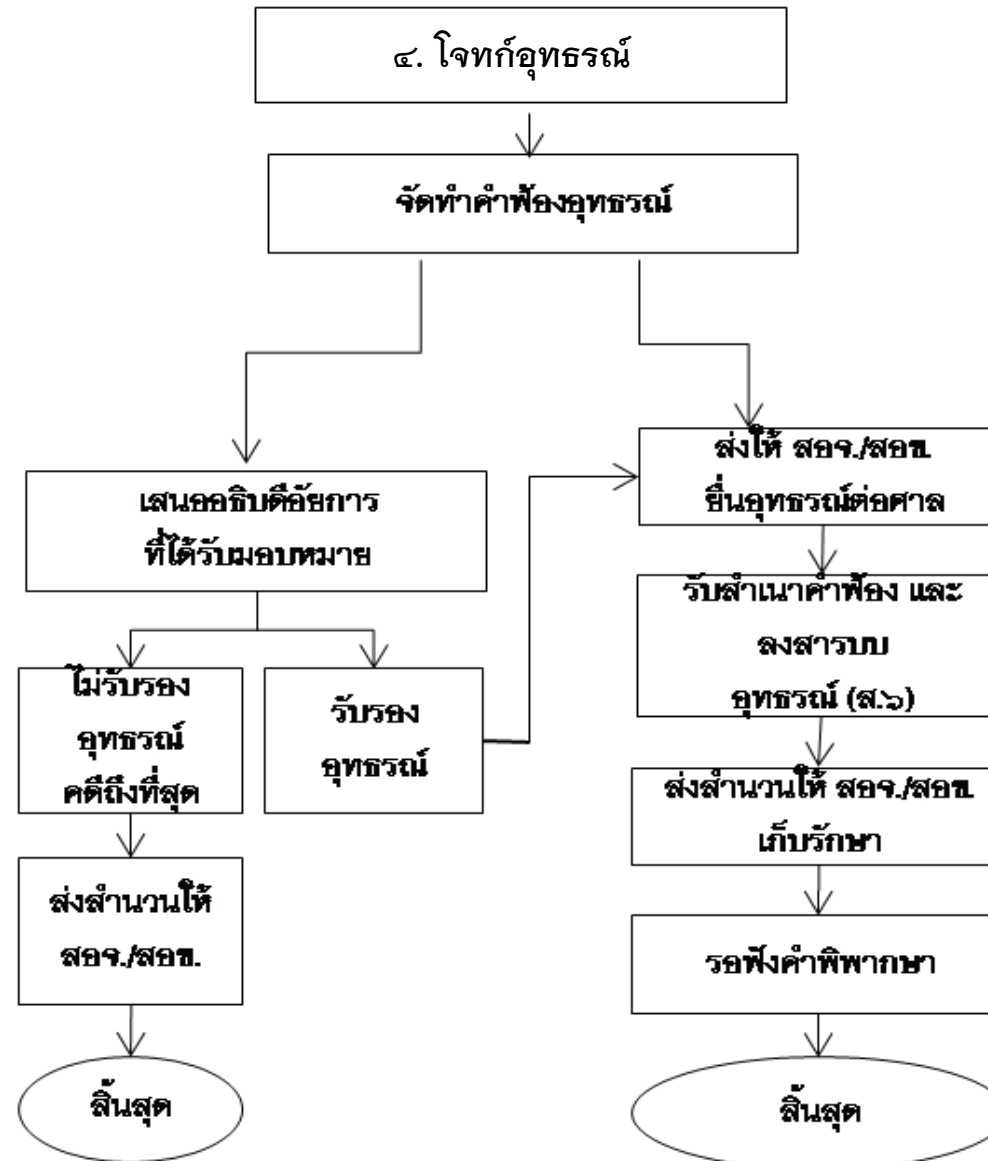 ๔. โจทก์อุทธรณ์
จัดทำคำฟ้องอุทธรณ์
เสนออธิบดีอัยการ
ที่ได้รับมอบหมาย
ไม่รับรอง
อุทธรณ์
คดีถึงที่สุด
ส่งสำนวนให้
สอจ./สอข.
สิ้นสุด
รับรอง
อุทธรณ์
ส่งให้ สอจ./สอข.
ยื่นอุทธรณ์ต่อศาล
รับสำเนาคำฟ้อง และ
ลงสารบบ
อุทธรณ์ (ส.๖)
ส่งสำนวนให้ สอจ./สอข.
เก็บรักษา
รอฟังคำพิพากษา
สิ้นสุด